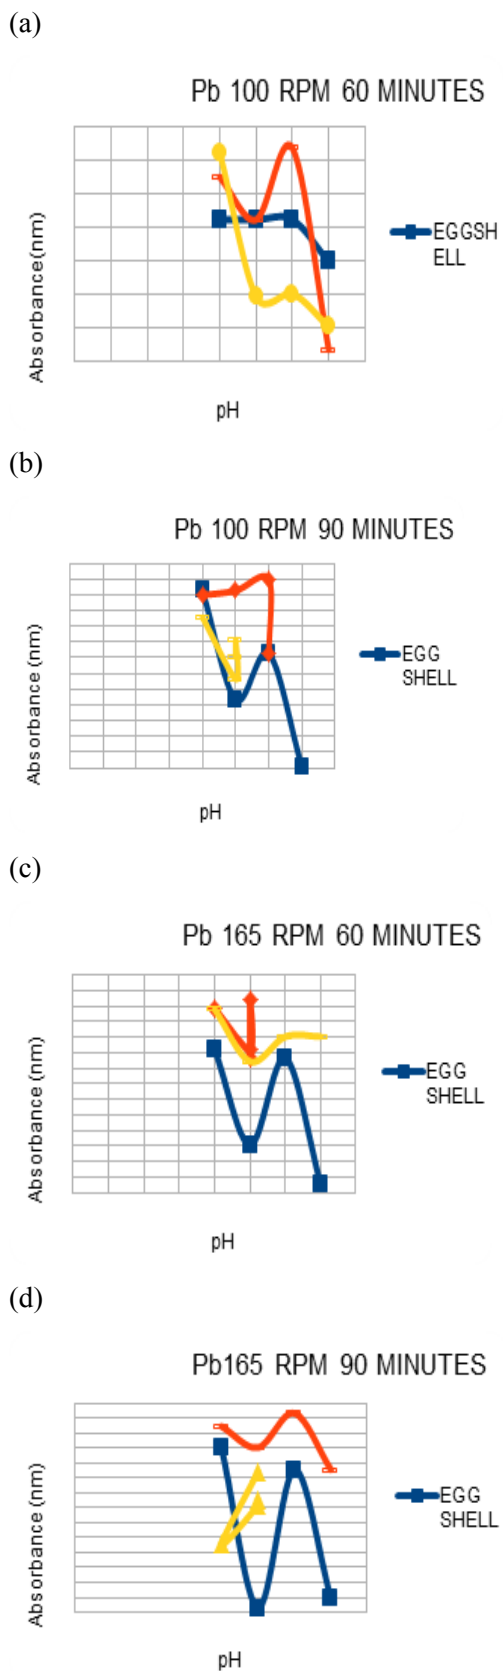 (a)
Pb 100 RPM 60 MINUTES
Absorbance(nm)
EGGSH
ELL
pH
(b)
Pb 100 RPM 90 MINUTES
Absorbance (nm)
EGG
SHELL
pH
(c)
Pb 165 RPM 60 MINUTES
Absorbance (nm)
EGG
SHELL
pH
(d)
Pb165 RPM 90 MINUTES
Absorbance (nm)
EGG
SHELL
pH